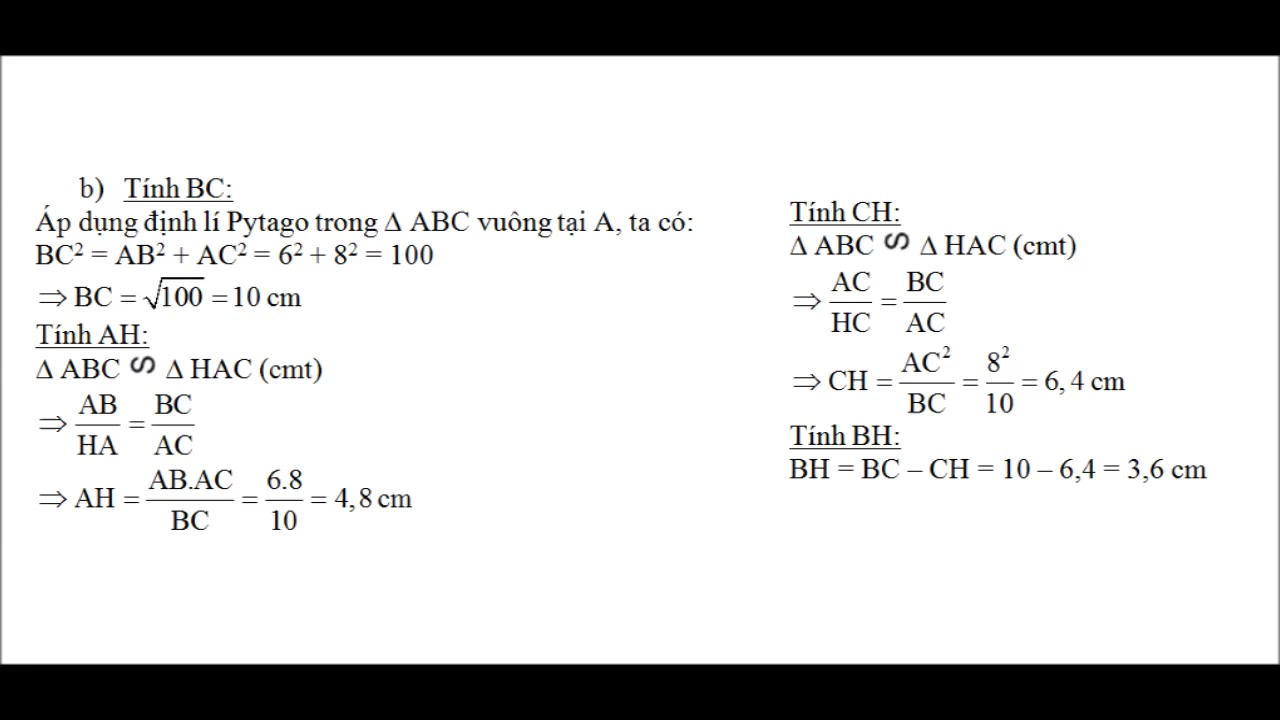 b) Tính BC:
Áp dụng định lí Pytago trong Δ ABC vuông tại A, ta có:
BC² = AB² + AC² = 6² + 8² = 100
⇒ BC = √100 = 10 cm
Tính AH:
Δ ABC ∽ Δ HAC (cmt)
⇒ AB/HA = BC/AC
⇒ AH = AB.AC/BC = 6.8/10 = 4,8 cm
Tính CH:
Δ ABC ∽ Δ HAC (cmt)
⇒ AC/HC = BC/AC
⇒ CH = AC²/BC = 8²/10 = 6,4 cm
Tính BH:
BH = BC – CH = 10 – 6,4 = 3,6 cm